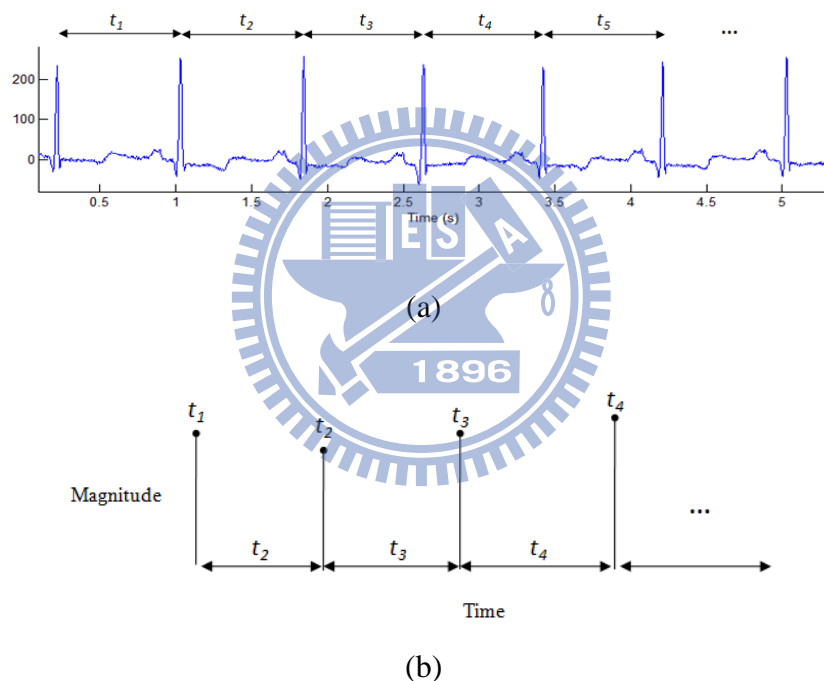 t1 t2 t3 t4 t5 ...
200
100
0
0.5 1 1.5 2 2.5 3 3.5 4 4.5 5
Time (s)
E S A
(a)
8
1896
t1 t2 t3 t4
Magnitude
...
t2 t3 t4
Time
(b)